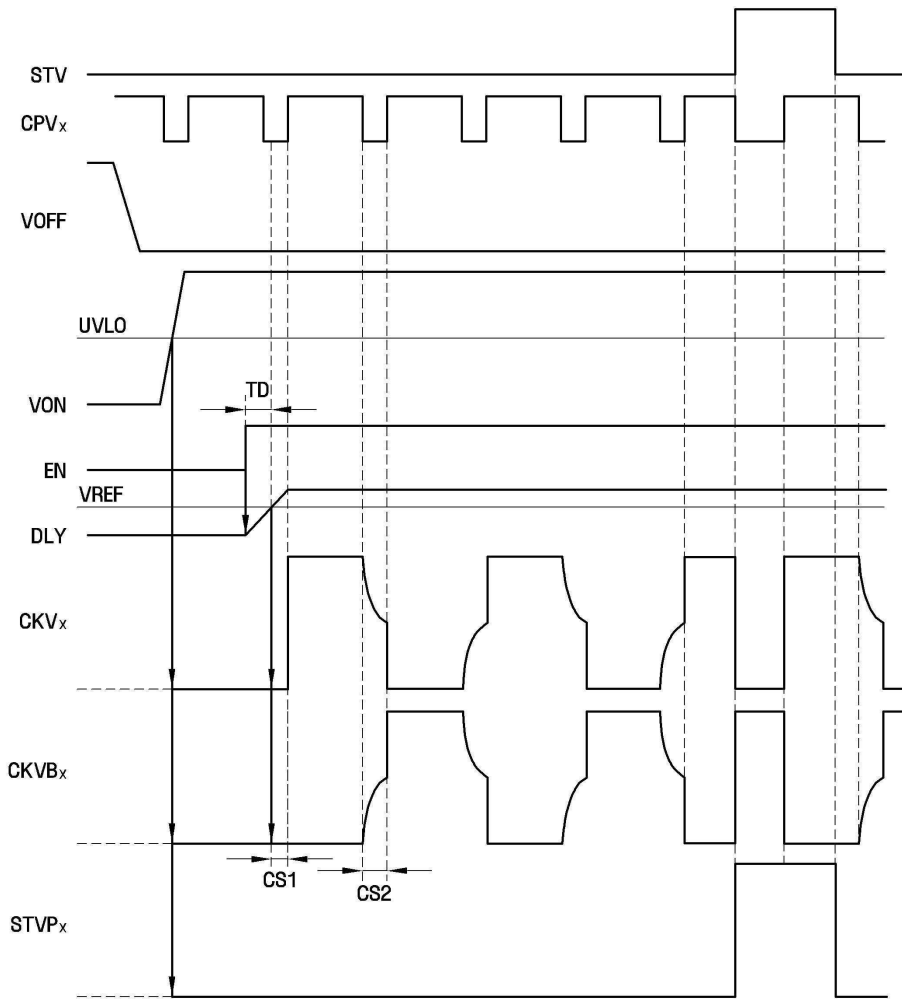 STV
CPVx
VOFF
UVLO
VON
TD
EN
VREF
DLY
CKVx
CKVBx
CS1
CS2
STVPx